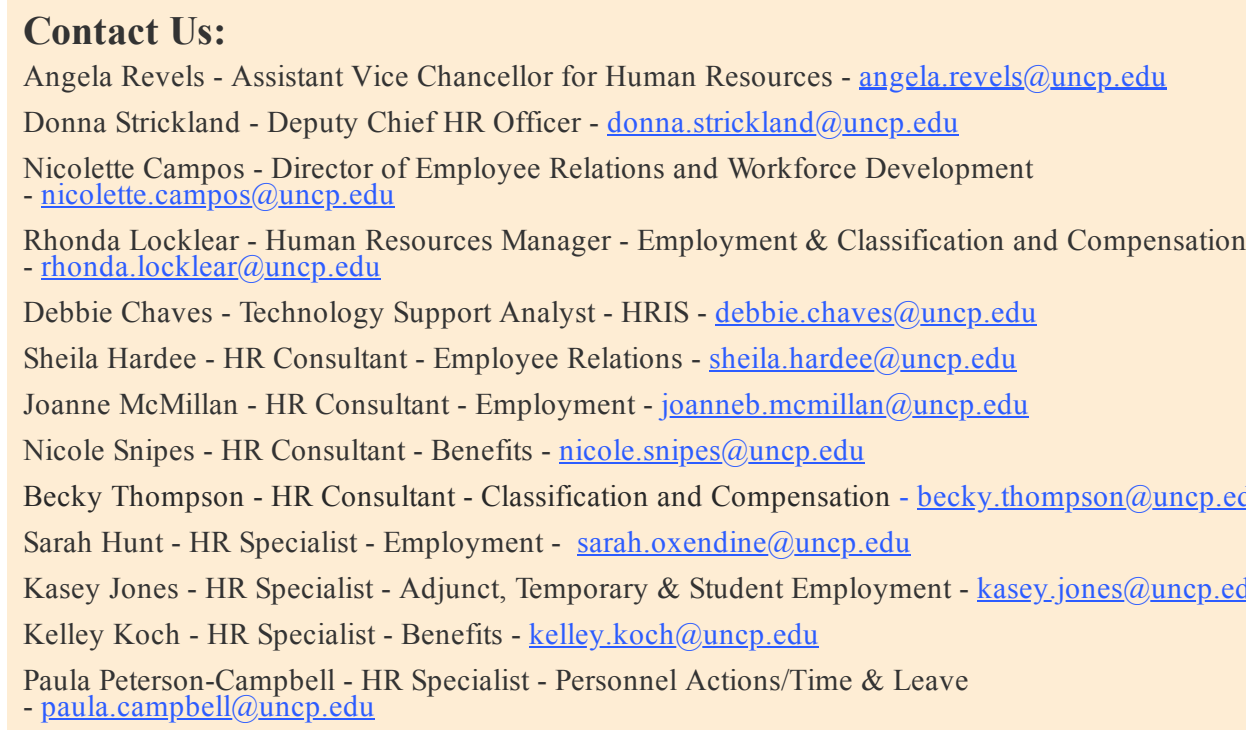 Contact Us:
Angela Revels - Assistant Vice Chancellor for Human Resources - angela.revels@uncp.edu
Donna Strickland - Deputy Chief HR Officer - donna.strickland@uncp.edu
Nicolette Campos - Director of Employee Relations and Workforce Development
- nicolette.campos@uncp.edu
Rhonda Locklear - Human Resources Manager - Employment & Classification and Compensation
- rhonda.locklear@uncp.edu
Debbie Chaves - Technology Support Analyst - HRIS - debbie.chaves@uncp.edu
Sheila Hardee - HR Consultant - Employee Relations - sheila.hardee@uncp.edu
Joanne McMillan - HR Consultant - Employment - joanneb.mcmillan@uncp.edu
Nicole Snipes - HR Consultant - Benefits - nicole.snipes@uncp.edu
Becky Thompson - HR Consultant - Classification and Compensation - becky.thompson@uncp.ed
Sarah Hunt - HR Specialist - Employment - sarah.oxendine@uncp.edu
Kasey Jones - HR Specialist - Adjunct, Temporary & Student Employment - kasey.jones@uncp.ed
Kelley Koch - HR Specialist - Benefits - kelley.koch@uncp.edu
Paula Peterson-Campbell - HR Specialist - Personnel Actions/Time & Leave
- paula.campbell@uncp.edu